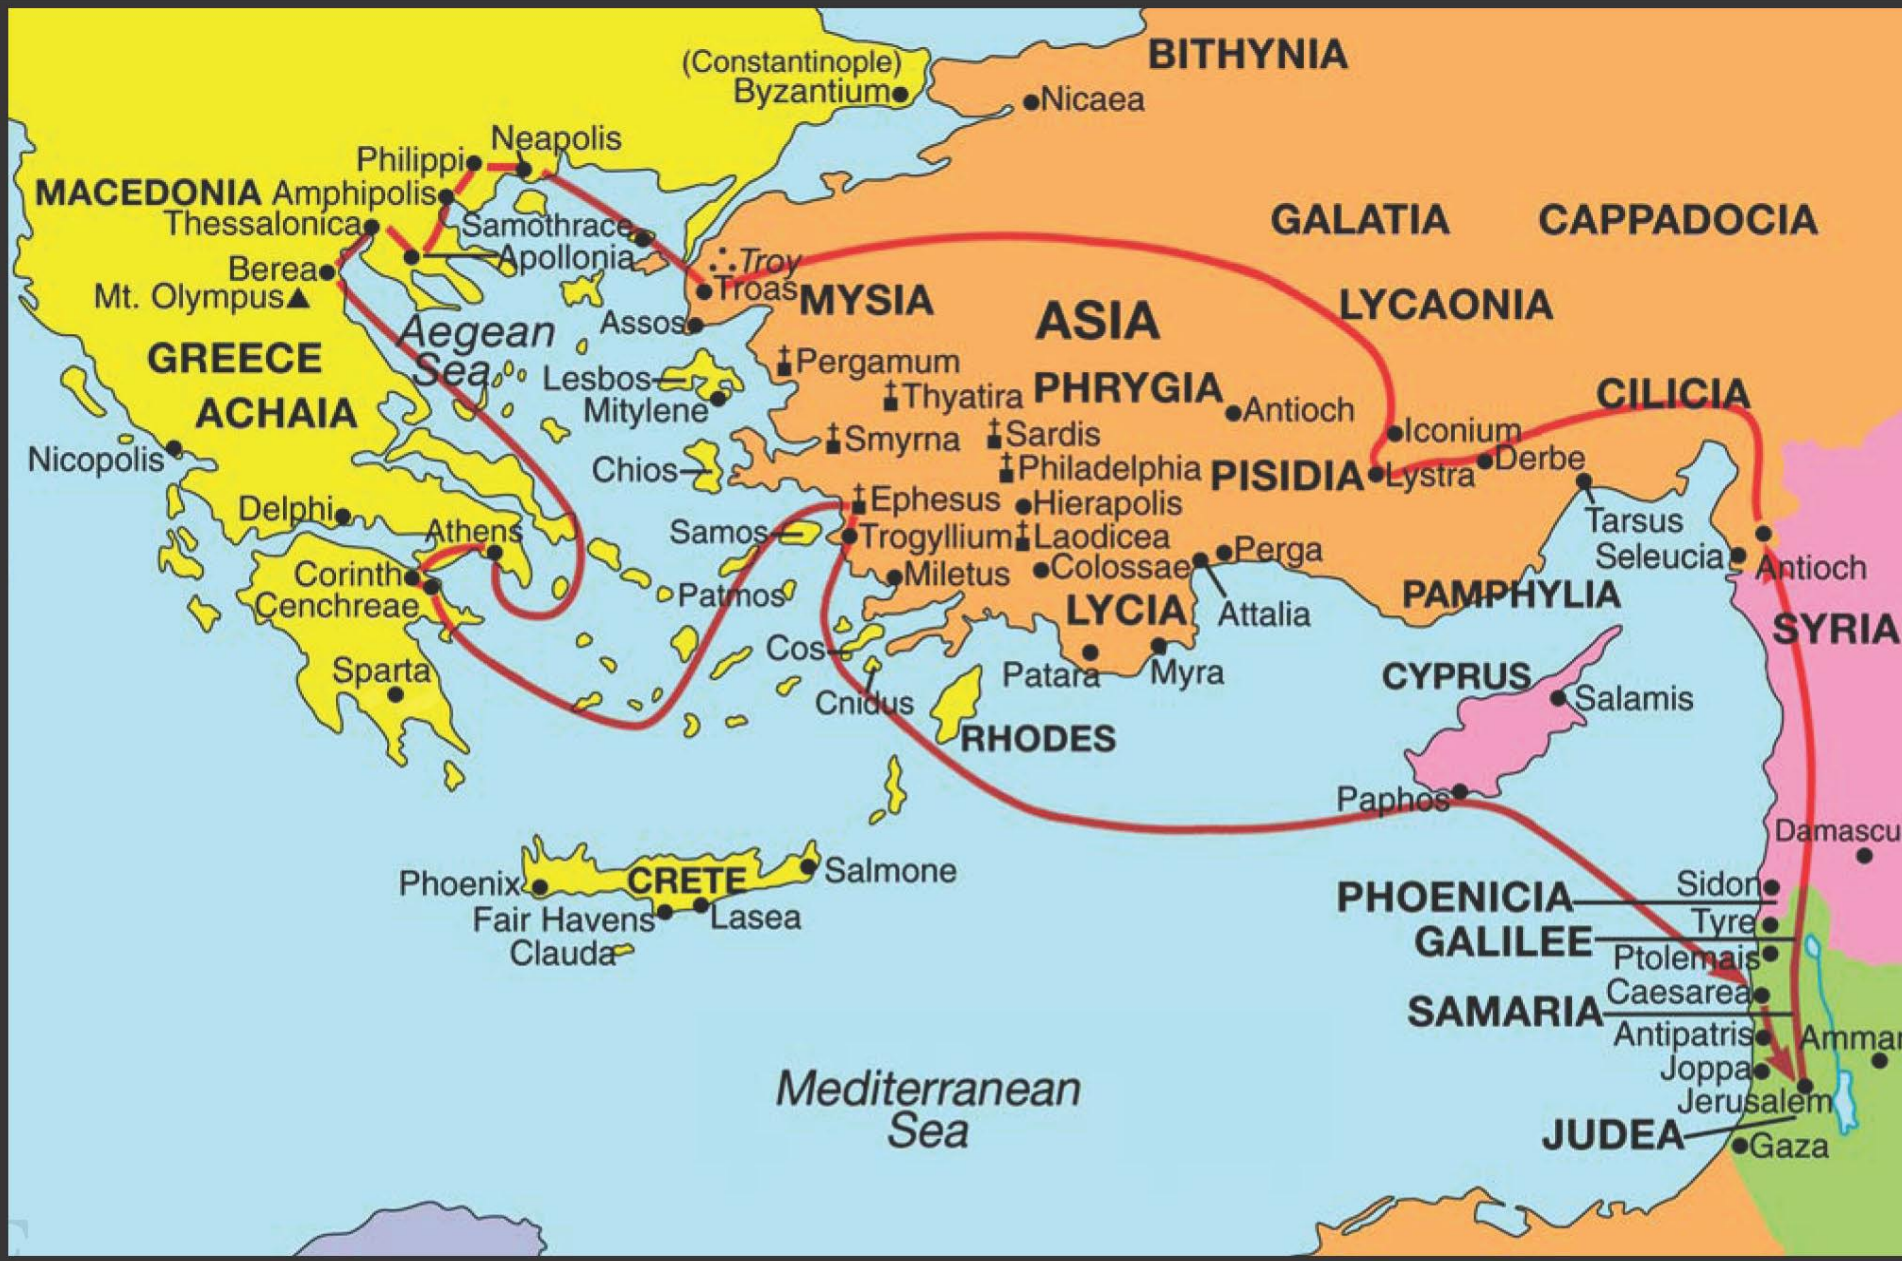 (Constantinople)
Byzantium
BITHYNIA
Nicaea
Neapolis
Philippi
MACEDONIA
Amphipolis
Thessalonica
Samothrace
Apollonia
Berea
Mt. Olympus
GALATIA
CAPPADOCIA
Troy
Troas
MYSIA
ASIA
LYCAONIA
Assos
Aegean
Sea
GREECE
ACHAIA
Pergamum
Lesbos
Mitylene
Thyatira
PHRYGIA
Antioch
CILICIA
Smyrna
Sardis
Iconium
Nicopolis
Chios
Philadelphia
PISIDIA
Lystra
Derbe
Delphi
Athens
Ephesus
Hierapolis
Samos
Trogyllium
Laodicea
Tarsus
Seleucia
Antioch
Corinth
Cenchreae
Patmos
Miletus
Colossae
Perga
Attalia
PAMPHYLIA
LYCIA
SYRIA
Sparta
Cos
Cnidus
Patara
Myra
CYPRUS
Salamis
RHODES
Paphos
Damascu
Phoenix
CRETE
Salmone
Fair Havens
Lasea
Clauda
PHOENICIA
Sidon
Tyre
GALILEE
Ptolemais
Caesarea
SAMARIA
Antipatris
Amman
Joppa
Jerusalem
JUDEA
Gaza
Mediterranean
Sea